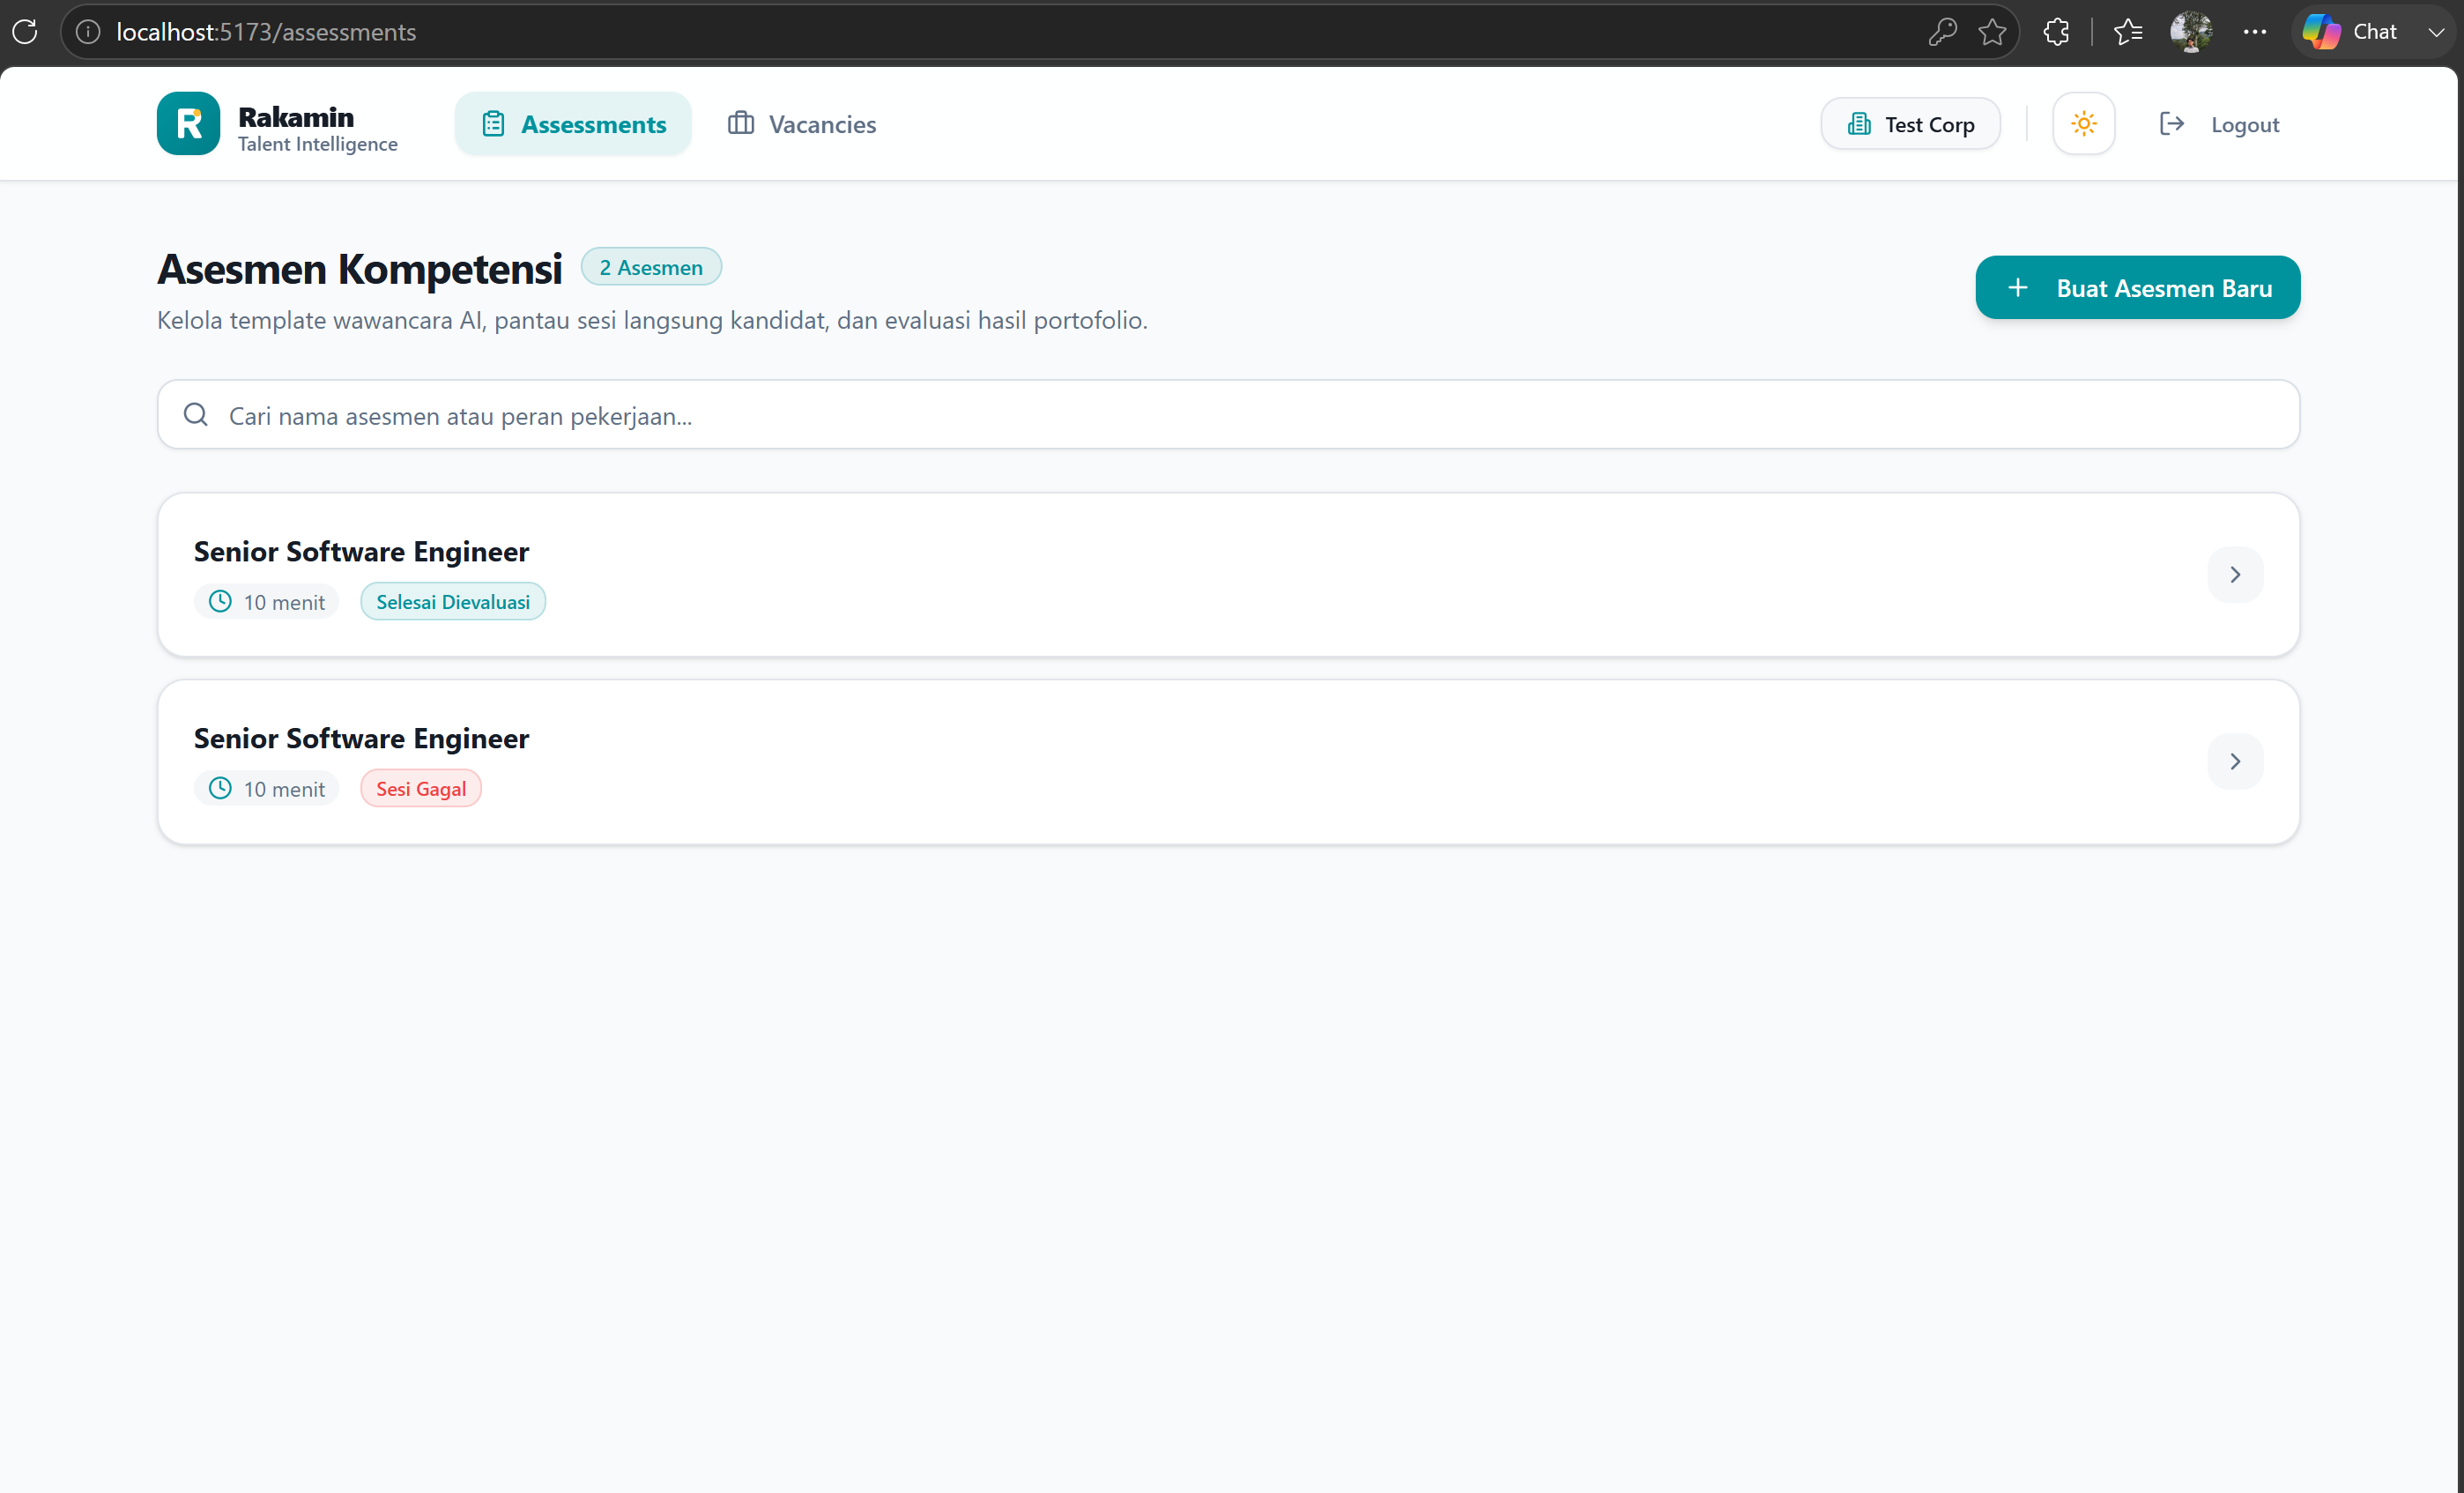 localhost:5173/assessments
Chat
R
Rakamin
Talent Intelligence
Assessments
Vacancies
Test Corp
Logout
Asesmen Kompetensi
2 Asesmen
Kelola template wawancara AI, pantau sesi langsung kandidat, dan evaluasi hasil portofolio.
Buat Asesmen Baru
Cari nama asesmen atau peran pekerjaan...
Senior Software Engineer
10 menit
Selesai Dievaluasi
Senior Software Engineer
10 menit
Sesi Gagal